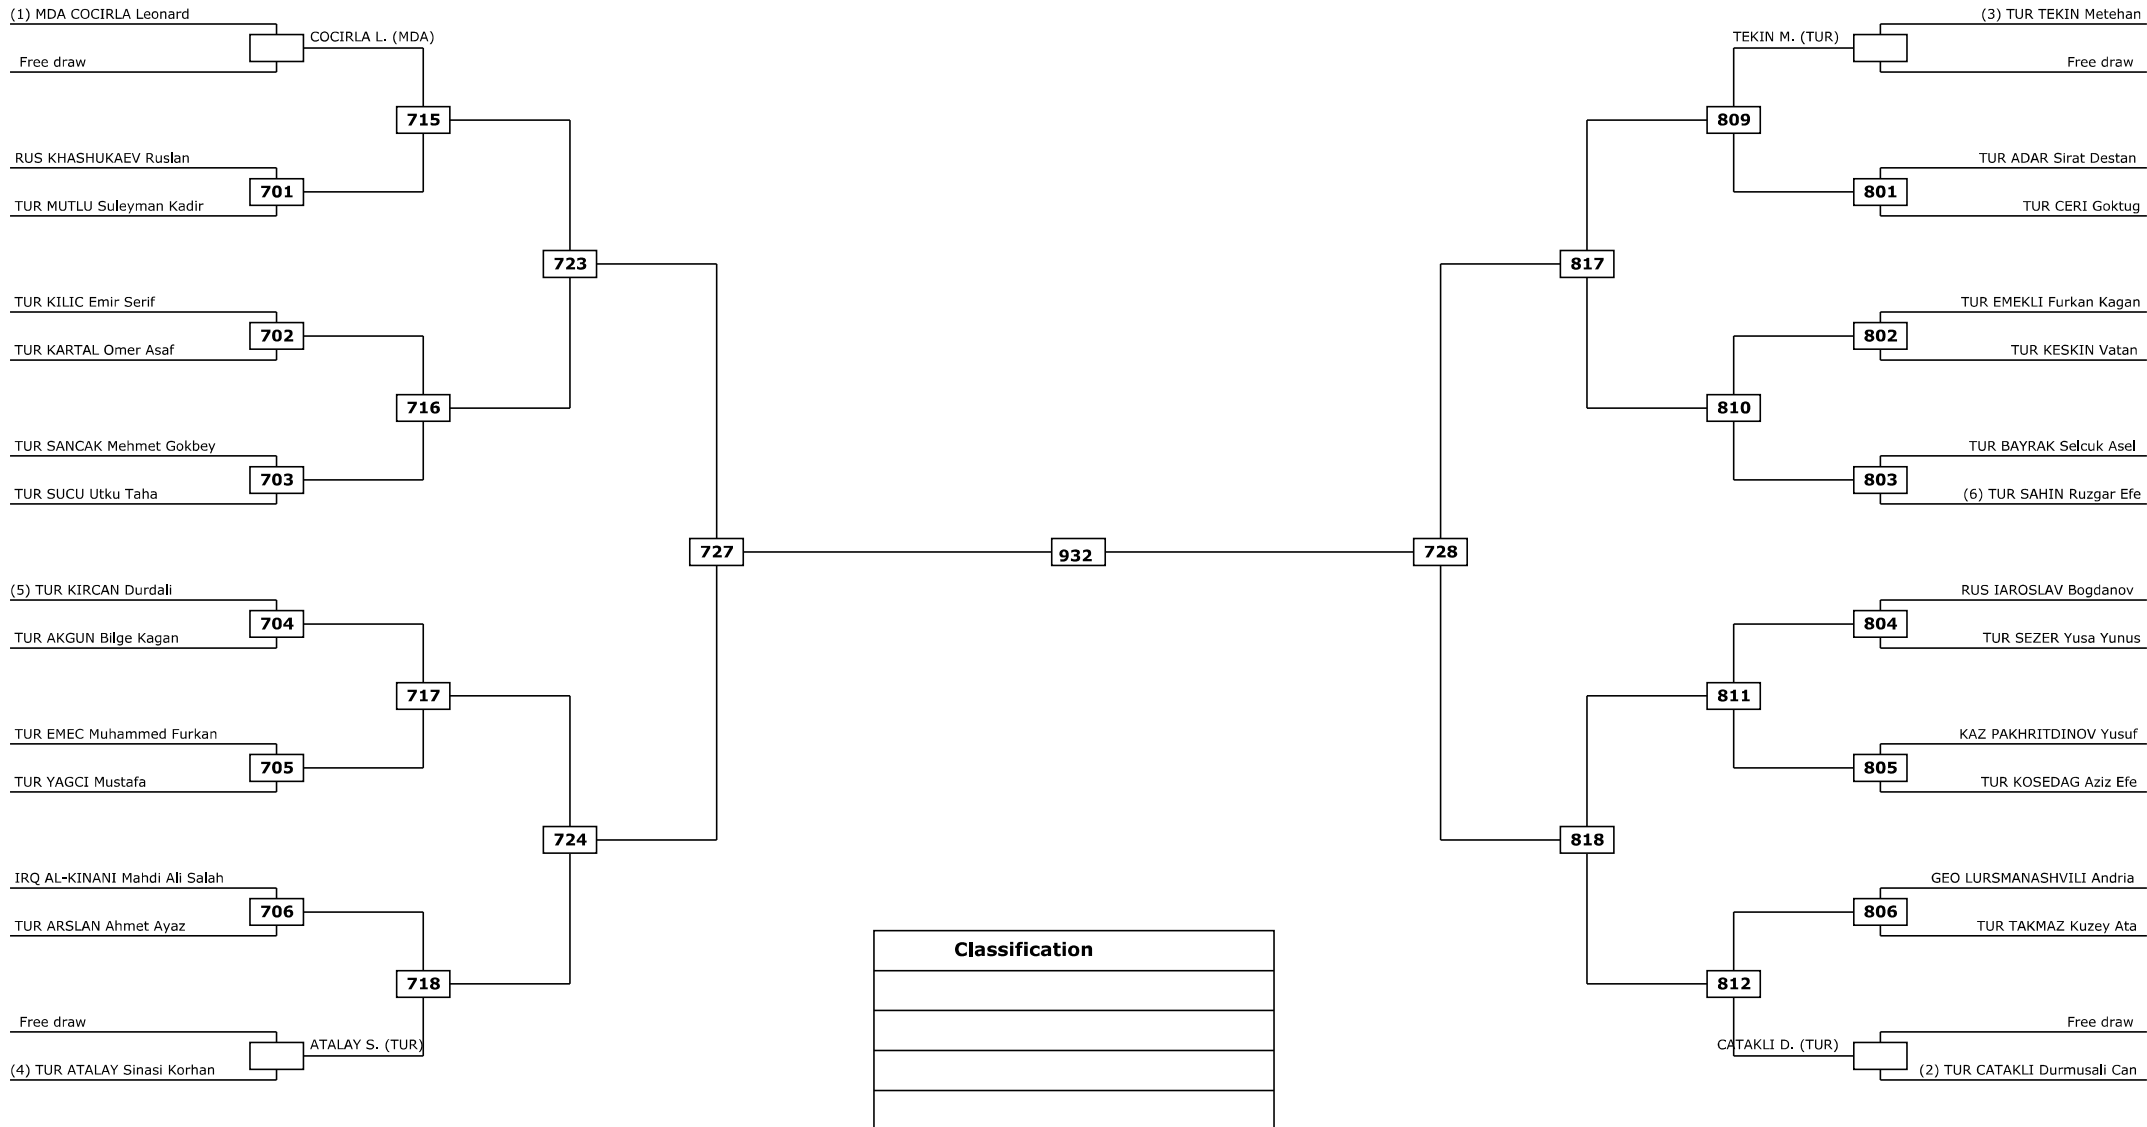 (1) MDA COCIRLA Leonard
COCIRLA L. (MDA)
Free draw
715
RUS KHASHUKAEV Ruslan
701
TUR MUTLU Suleyman Kadir
723
TUR KILIC Emir Serif
702
TUR KARTAL Omer Asaf
716
TUR SANCAK Mehmet Gokbey
703
TUR SUCU Utku Taha
727
(5) TUR KIRCAN Durdali
704
TUR AKGUN Bilge Kagan
717
TUR EMEC Muhammed Furkan
705
TUR YAGCI Mustafa
724
IRQ AL-KINANI Mahdi Ali Salah
706
TUR ARSLAN Ahmet Ayaz
718
Free draw
ATALAY S. (TUR)
(4) TUR ATALAY Sinasi Korhan
932
(3) TUR TEKIN Metehan
TEKIN M. (TUR)
Free draw
809
TUR ADAR Sirat Destan
801
TUR CERI Goktug
817
TUR EMEKLI Furkan Kagan
802
TUR KESKIN Vatan
810
TUR BAYRAK Selcuk Asel
803
(6) TUR SAHIN Ruzgar Efe
728
RUS IAROSLAV Bogdanov
804
TUR SEZER Yusa Yunus
811
KAZ PAKHRITDINOV Yusuf
805
TUR KOSEDAG Aziz Efe
818
GEO LURSMANASHVILI Andria
806
TUR TAKMAZ Kuzey Ata
812
Free draw
CATAKLI D. (TUR)
(2) TUR CATAKLI Durmusali Can
Classification